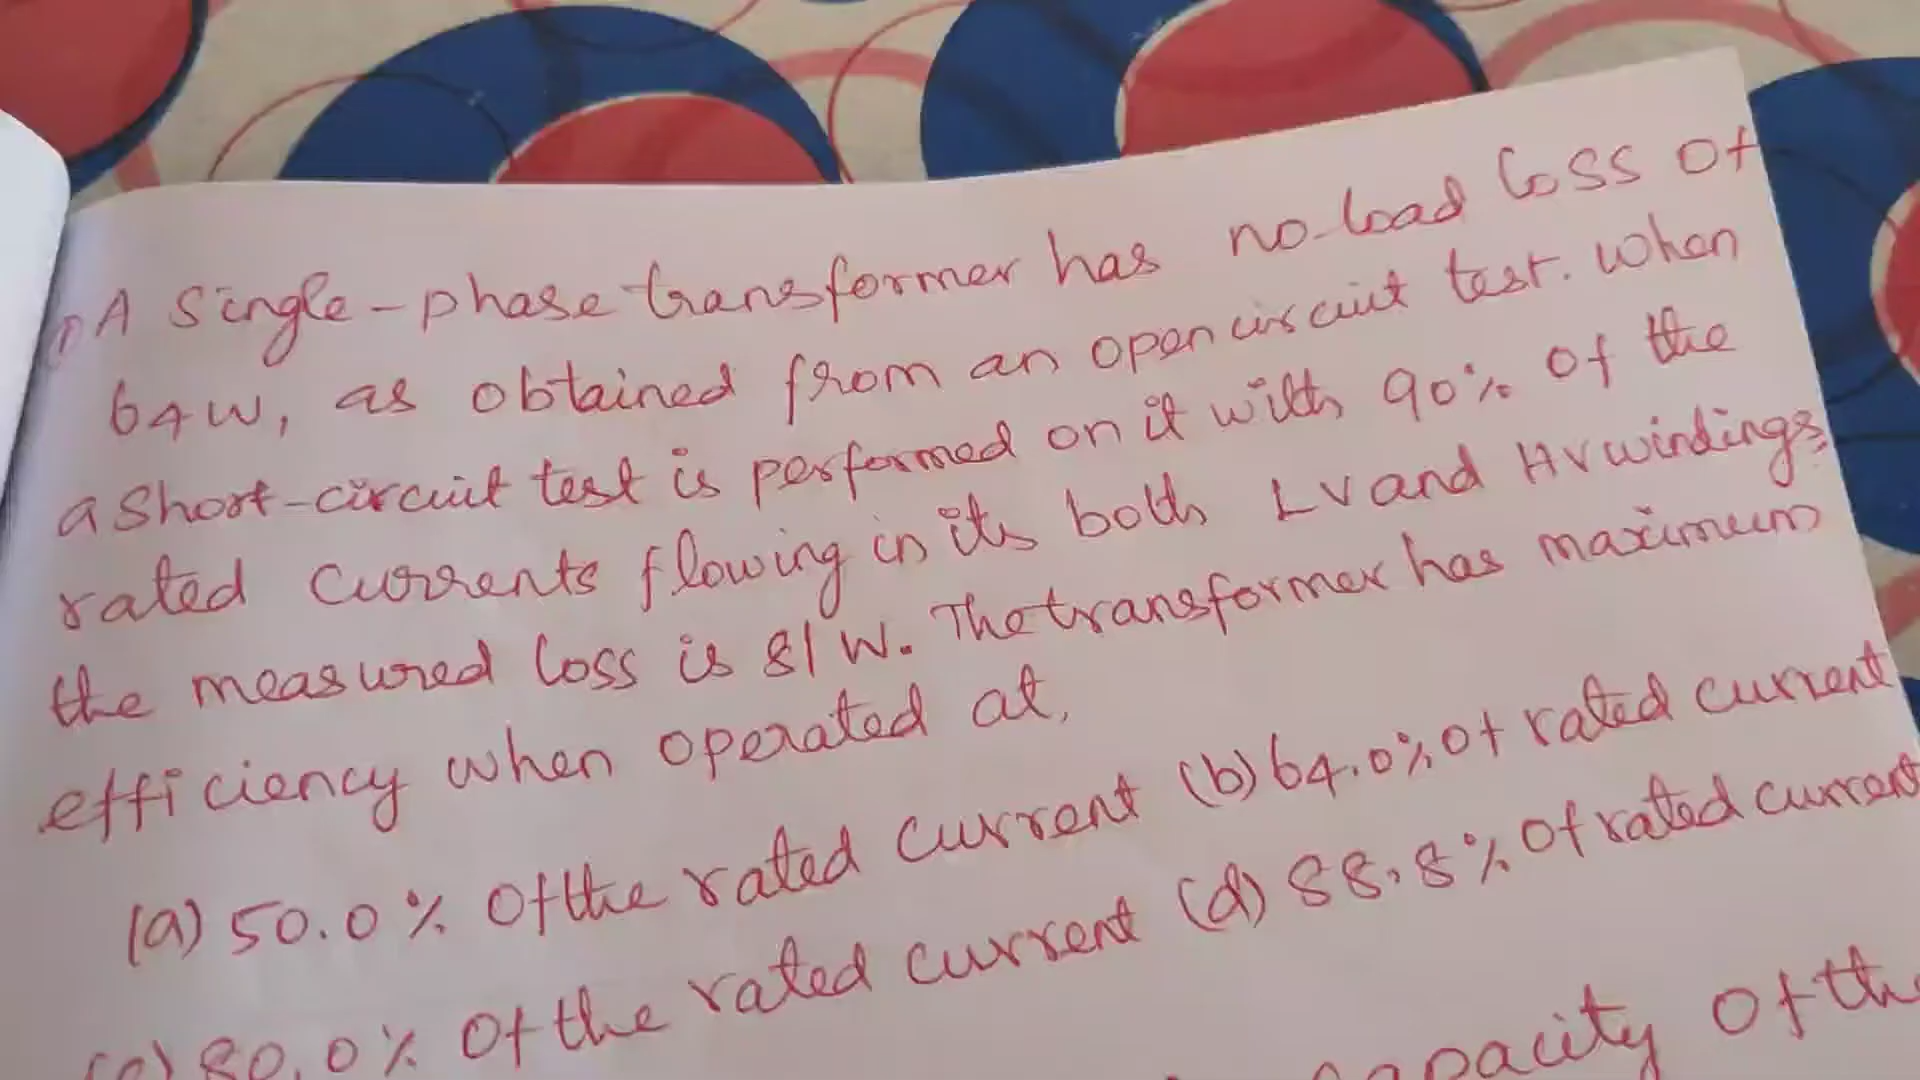 1) A Single-phase transformer has no-load loss of
64W, as obtained from an open circuit test. When
a Short-circuit test is performed on it with 90% of the
rated currents flowing in its both LV and HV windings,
the measured loss is 81W. The transformer has maximum
efficiency when operated at,
(a) 50.0% of the rated current (b) 64.0% of rated current
(c) 80.0% of the rated current (d) 88.8% of rated current
capacity of the